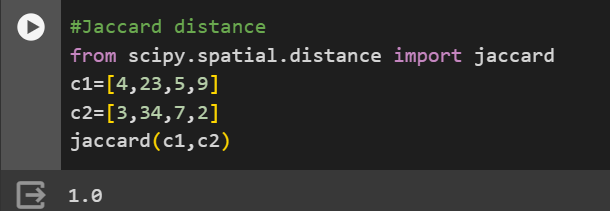 #Jaccard distance
from scipy.spatial.distance import jaccard
c1=[4,23,5,9]
c2=[3,34,7,2]
jaccard(c1,c2)
1.0